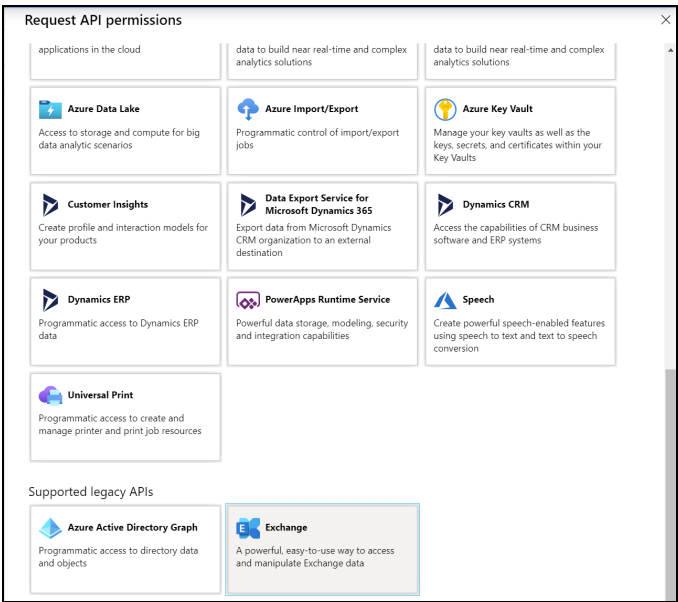 Request API permissions
applications in the cloud
data to build near real-time and complex
analytics solutions
data to build near real-time and complex
analytics solutions
Azure Data Lake
Access to storage and compute for big
data analytic scenarios
Azure Import/Export
Programmatic control of import/export
jobs
Azure Key Vault
Manage your key vaults as well as the
keys, secrets, and certificates within your
Key Vaults
Customer Insights
Create profile and interaction models for
your products
Data Export Service for
Microsoft Dynamics 365
Export data from Microsoft Dynamics
CRM organization to an external
destination
Dynamics CRM
Access the capabilities of CRM business
software and ERP systems
Dynamics ERP
Programmatic access to Dynamics ERP
data
PowerApps Runtime Service
Powerful data storage, modeling, security
and integration capabilities
Speech
Create powerful speech-enabled features
using speech to text and text to speech
conversion
Universal Print
Programmatic access to create and
manage printer and print job resources
Supported legacy APIs
Azure Active Directory Graph
Programmatic access to directory data
and objects
E
Exchange
A powerful, easy-to-use way to access
and manipulate Exchange data